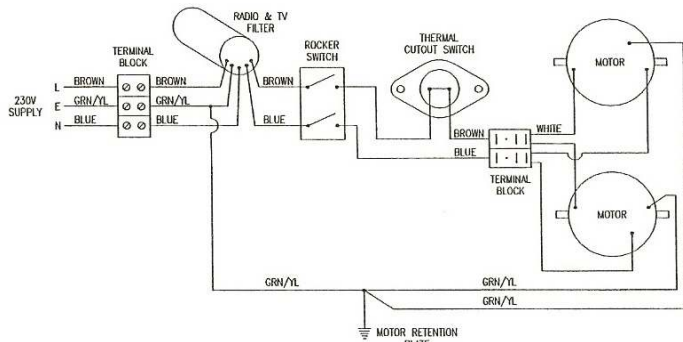 RADIO & TV
FILTER
TERMINAL
BLOCK
ROCKER
SWITCH
THERMAL
CUTOUT SWITCH
MOTOR
230V
SUPPLY
L
BROWN
BROWN
BROWN
E
GRN/YL
GRN/YL
N
BLUE
BLUE
BLUE
BROWN
WHITE
BLUE
TERMINAL
BLOCK
MOTOR
GRN/YL
GRN/YL
GRN/YL
MOTOR RETENTION